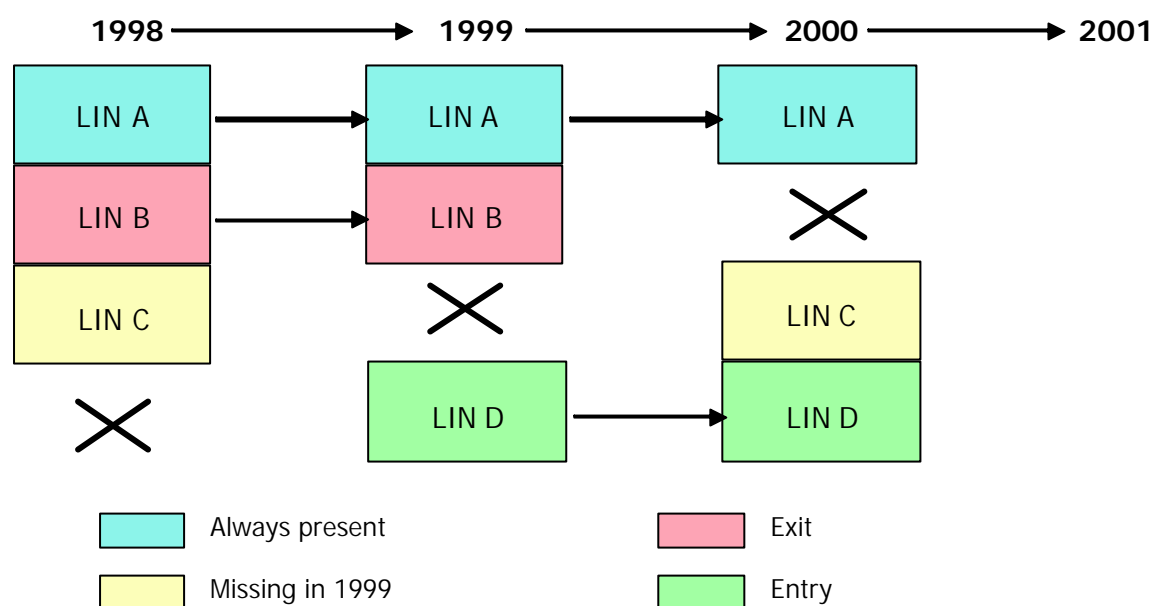 1998 1999 2000 2001
LIN A LIN A LIN A
LIN B LIN B
LIN C LIN C
LIN D LIN D
Always present Exit
Missing in 1999 Entry